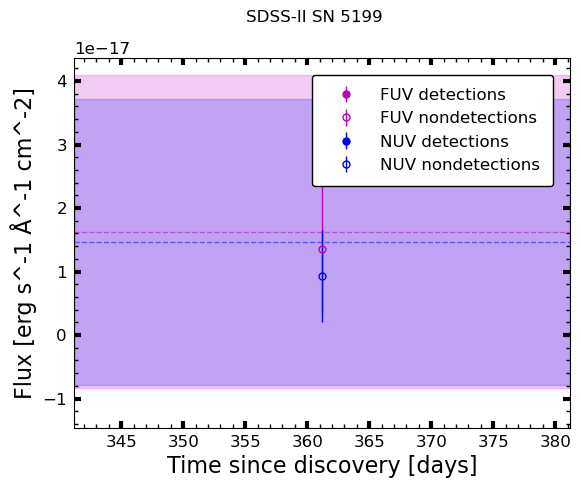 SDSS-II SN 5199
1e−17
FUV detections
FUV nondetections
NUV detections
NUV nondetections
4
3
2
1
0
−1
Flux [erg s^-1 Å^-1 cm^-2]
345 350 355 360 365 370 375 380
Time since discovery [days]